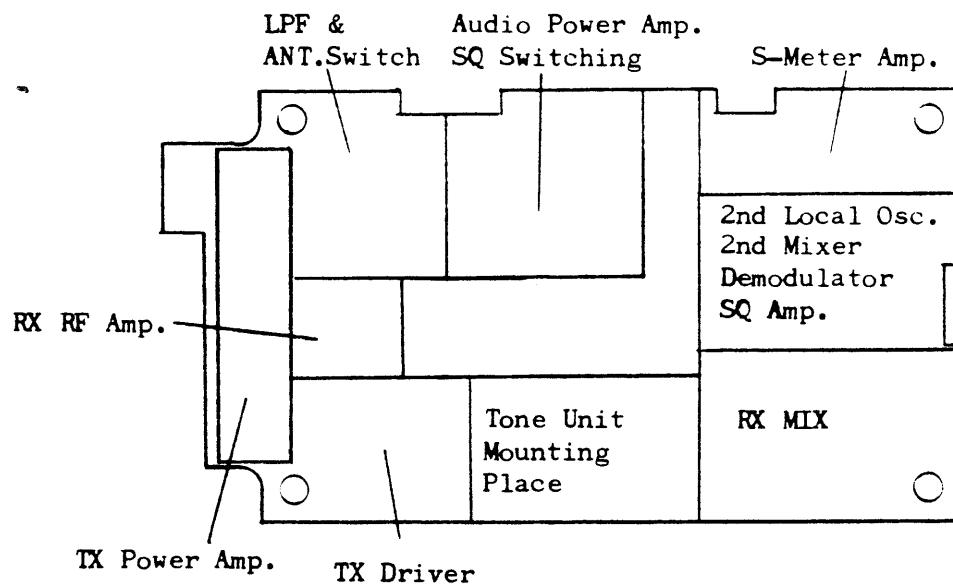 LPF &
ANT.Switch
Audio Power Amp.
SQ Switching
S-Meter Amp.
2nd Local Osc.
2nd Mixer
Demodulator
SQ Amp.
RX RF Amp.
Tone Unit
Mounting
Place
RX MIX
TX Power Amp.
TX Driver